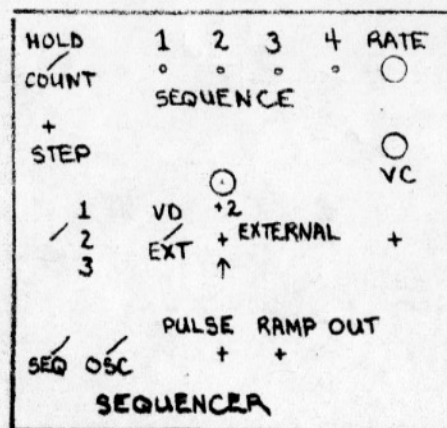 HOLD 1 2 3 4 RATE
COUNT
SEQUENCE
+
STEP
VC
1 VD +2
2 EXT + EXTERNAL +
3
PULSE RAMP OUT
+ +
SEQ OSC
SEQUENCER